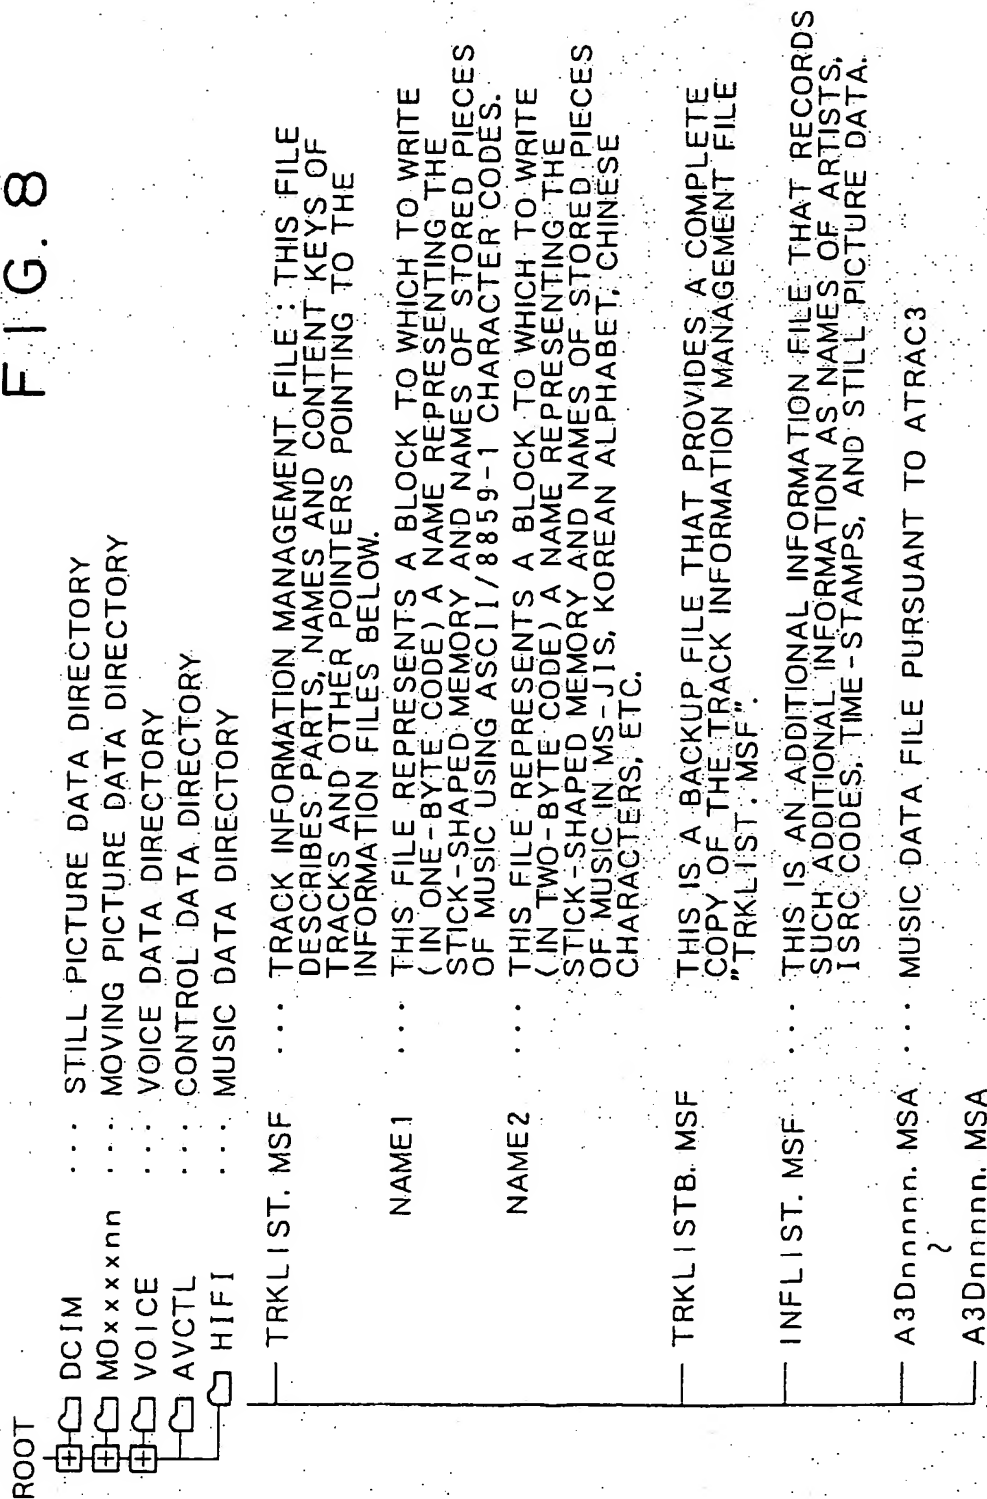 FIG. 8
ROOT
DCIM ... STILL PICTURE DATA DIRECTORY
MOxxxxnn ... MOVING PICTURE DATA DIRECTORY
VOICE ... VOICE DATA DIRECTORY
AVCTL ... CONTROL DATA DIRECTORY
HIFI ... MUSIC DATA DIRECTORY
TRKLIST. MSF ... TRACK INFORMATION MANAGEMENT FILE : THIS FILE
DESCRIBES PARTS, NAMES AND CONTENT KEYS OF
TRACKS AND OTHER POINTERS POINTING TO THE
INFORMATION FILES BELOW.
NAME1 ... THIS FILE REPRESENTS A BLOCK TO WHICH TO WRITE
(IN ONE-BYTE CODE) A NAME REPRESENTING THE
STICK-SHAPED MEMORY AND NAMES OF STORED PIECES
OF MUSIC USING ASCII/8859-1 CHARACTER CODES.
NAME2 ... THIS FILE REPRESENTS A BLOCK TO WHICH TO WRITE
(IN TWO-BYTE CODE) A NAME REPRESENTING THE
STICK-SHAPED MEMORY AND NAMES OF STORED PIECES
OF MUSIC IN MS-JIS, KOREAN ALPHABET, CHINESE
CHARACTERS, ETC.
TRKLISTB. MSF THIS IS A BACKUP FILE THAT PROVIDES A COMPLETE
COPY OF THE TRACK INFORMATION MANAGEMENT FILE
"TRKLIST. MSF".
INFLIST. MSF ... THIS IS AN ADDITIONAL INFORMATION FILE THAT RECORDS
SUCH ADDITIONAL INFORMATION AS NAMES OF ARTISTS,
ISRC CODES, TIME-STAMPS, AND STILL PICTURE DATA.
A3Dnnnnn. MSA ... MUSIC DATA FILE PURSUANT TO ATRAC3
~
A3Dnnnnn. MSA